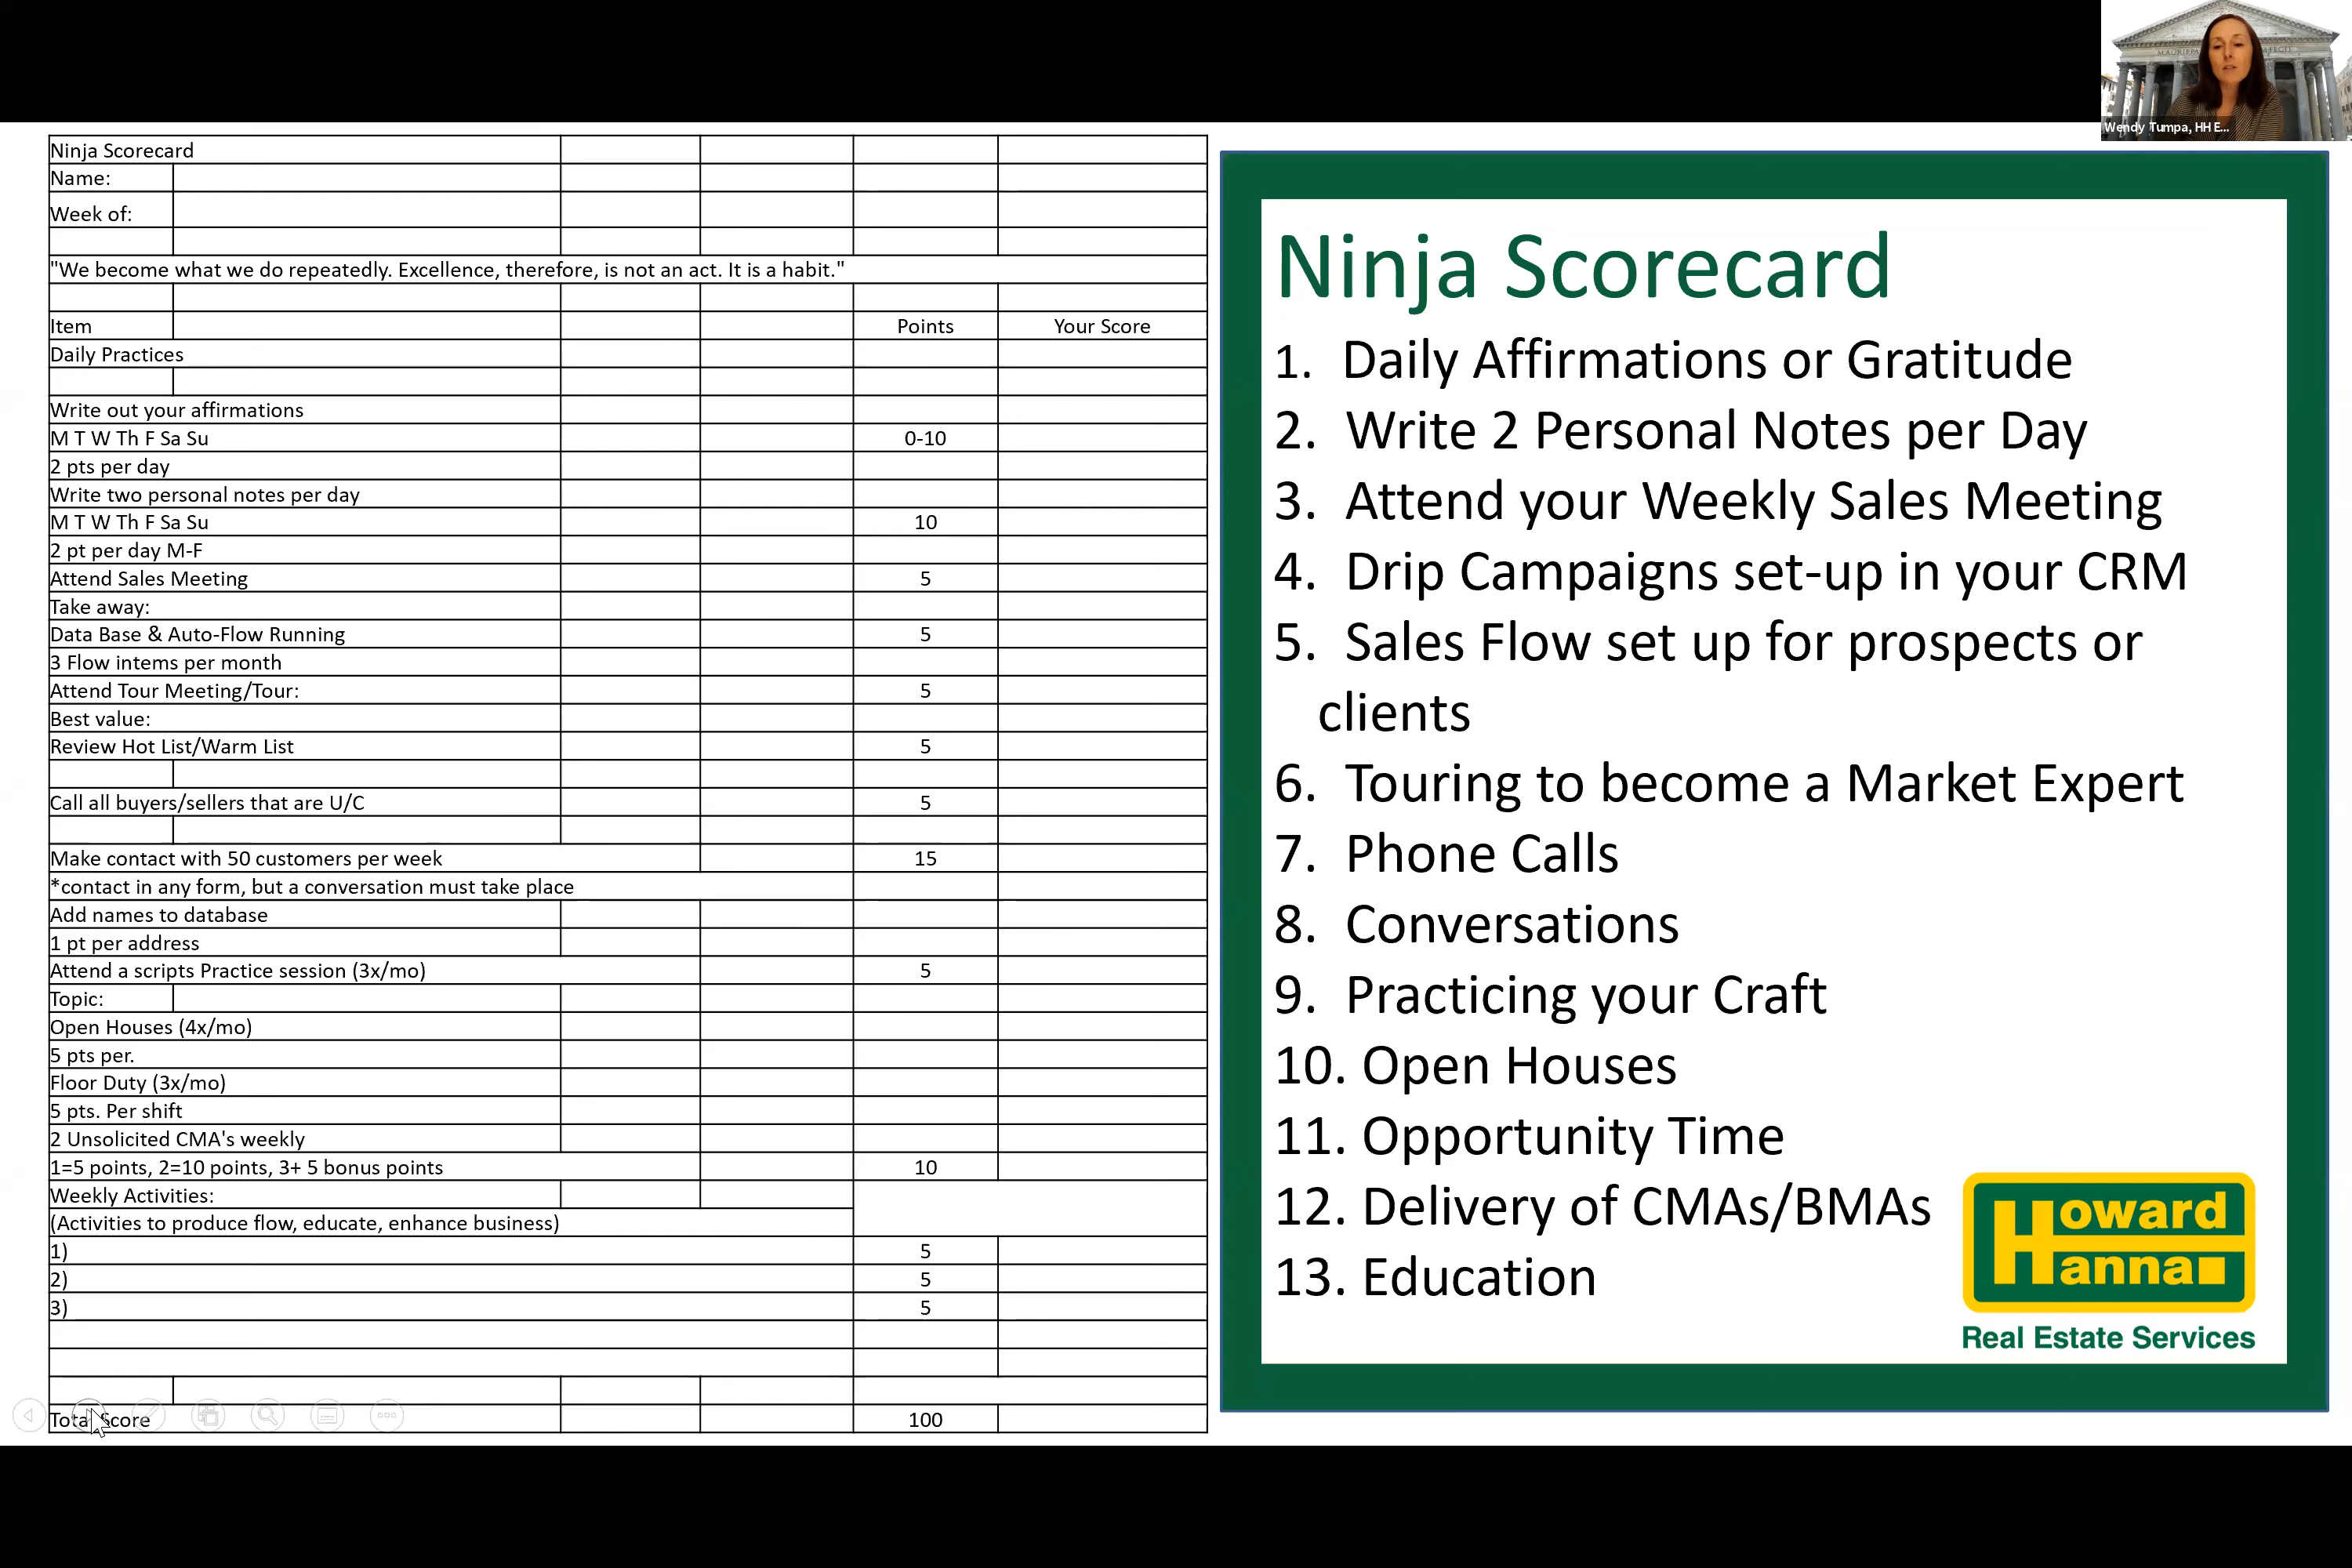 Wendy Tumpa, HH E...
Ninja Scorecard
Name:
Week of:
"We become what we do repeatedly. Excellence, therefore, is not an act. It is a habit."
Item Points Your Score
Daily Practices
Write out your affirmations
M T W Th F Sa Su 0-10
2 pts per day
Write two personal notes per day
M T W Th F Sa Su 10
2 pt per day M-F
Attend Sales Meeting 5
Take away:
Data Base & Auto-Flow Running 5
3 Flow intems per month
Attend Tour Meeting/Tour: 5
Best value:
Review Hot List/Warm List 5
Call all buyers/sellers that are U/C 5
Make contact with 50 customers per week 15
*contact in any form, but a conversation must take place
Add names to database
1 pt per address
Attend a scripts Practice session (3x/mo) 5
Topic:
Open Houses (4x/mo)
5 pts per.
Floor Duty (3x/mo)
5 pts. Per shift
2 Unsolicited CMA's weekly
1=5 points, 2=10 points, 3+ 5 bonus points 10
Weekly Activities:
(Activities to produce flow, educate, enhance business)
1) 5
2) 5
3) 5
Total Score 100
Ninja Scorecard
1. Daily Affirmations or Gratitude
2. Write 2 Personal Notes per Day
3. Attend your Weekly Sales Meeting
4. Drip Campaigns set-up in your CRM
5. Sales Flow set up for prospects or
clients
6. Touring to become a Market Expert
7. Phone Calls
8. Conversations
9. Practicing your Craft
10. Open Houses
11. Opportunity Time
12. Delivery of CMAs/BMAs
13. Education
Howard
Hanna
Real Estate Services